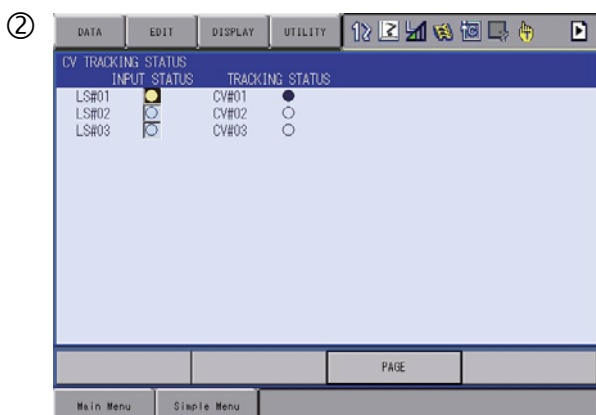 ②
DATA EDIT DISPLAY UTILITY
CV TRACKING STATUS
INPUT STATUS TRACKING STATUS
LS#01 CV#01
LS#02 CV#02
LS#03 CV#03
PAGE
Main Menu Simple Menu